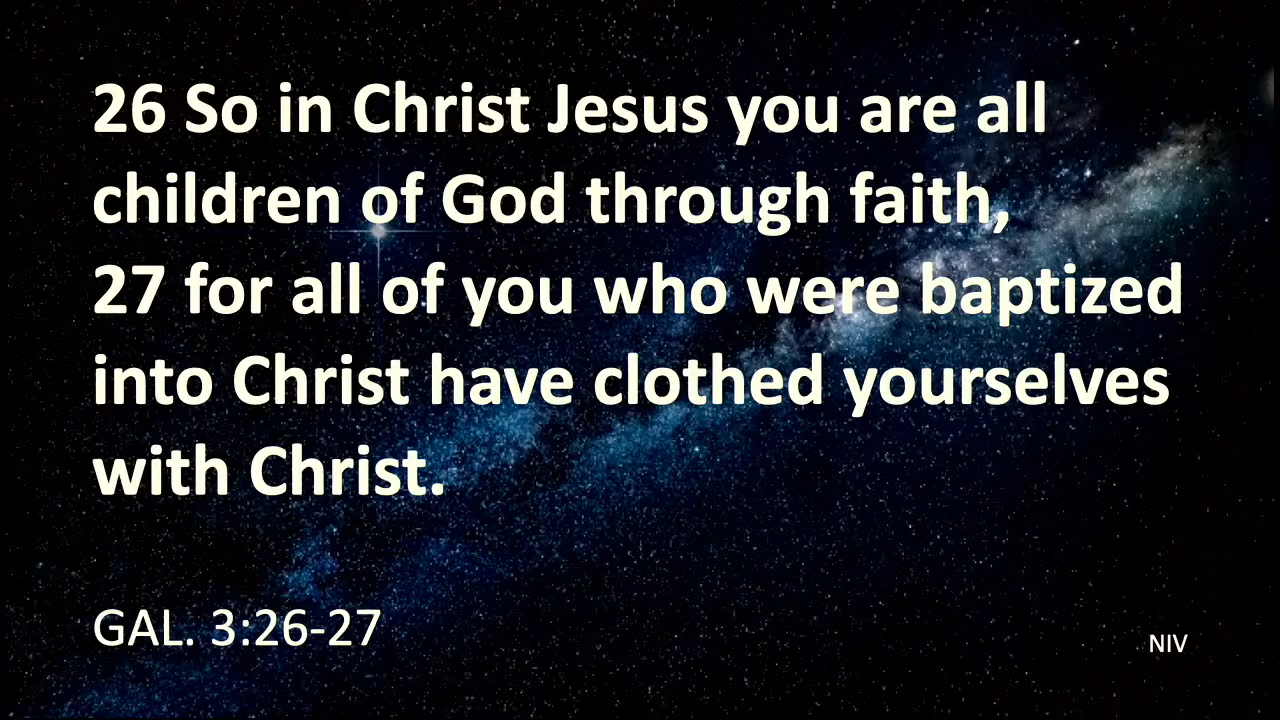 26 So in Christ Jesus you are all
children of God through faith,
27 for all of you who were baptized
into Christ have clothed yourselves
with Christ.
GAL. 3:26-27
NIV